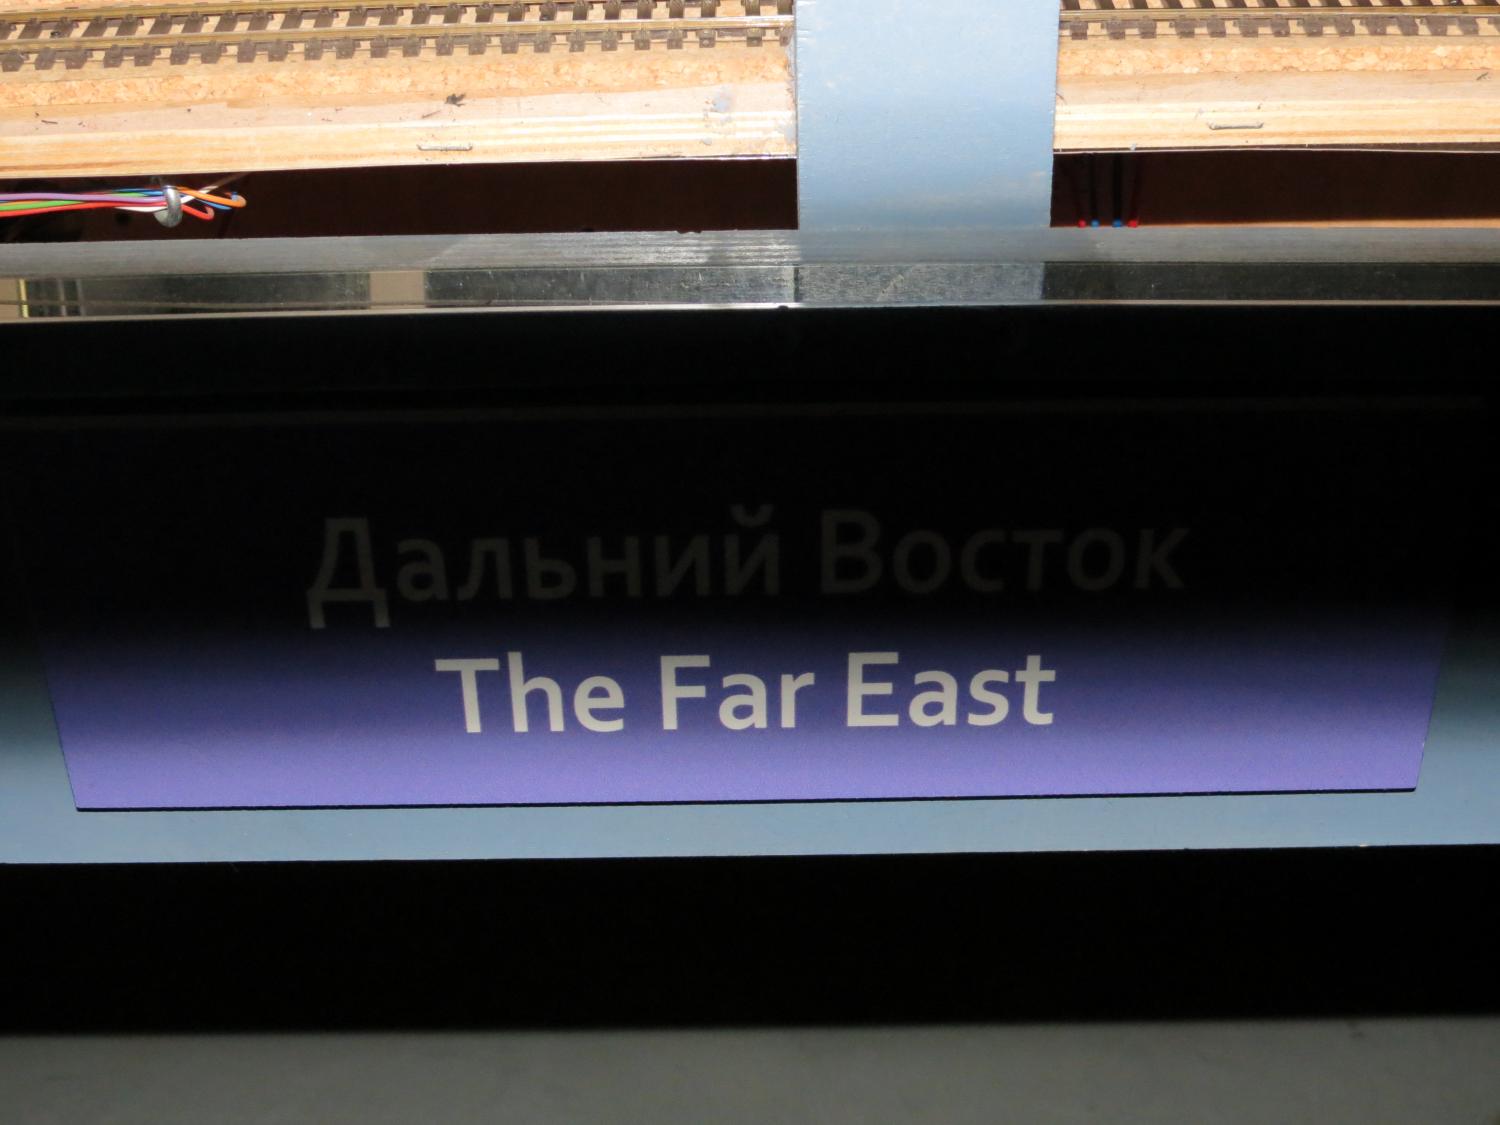 Дальний Восток
The Far East